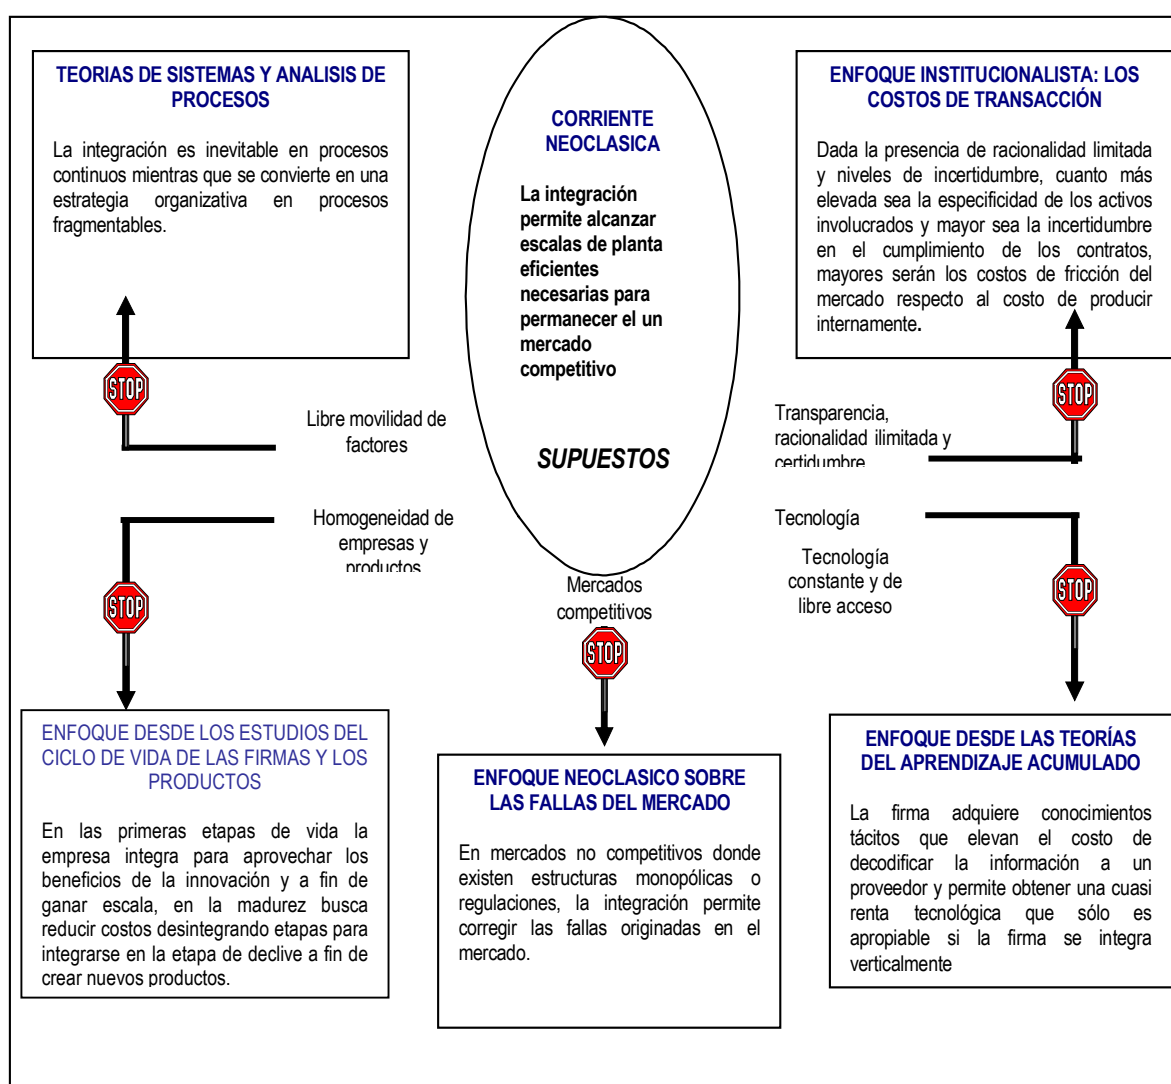 TEORIAS DE SISTEMAS Y ANALISIS DE
PROCESOS
La integración es inevitable en procesos
continuos mientras que se convierte en una
estrategia organizativa en procesos
fragmentables.
STOP
Libre movilidad de
factores
CORRIENTE
NEOCLASICA
La integración
permite alcanzar
escalas de planta
eficientes
necesarias para
permanecer el un
mercado
competitivo
SUPUESTOS
ENFOQUE INSTITUCIONALISTA: LOS
COSTOS DE TRANSACCIÓN
Dada la presencia de racionalidad limitada
y niveles de incertidumbre, cuanto más
elevada sea la especificidad de los activos
involucrados y mayor sea la incertidumbre
en el cumplimiento de los contratos,
mayores serán los costos de fricción del
mercado respecto al costo de producir
internamente.
STOP
Transparencia,
racionalidad ilimitada y
certidumbre
Homogeneidad de
empresas y
productos
STOP
Mercados
competitivos
STOP
Tecnología
Tecnología
constante y de
libre acceso
STOP
ENFOQUE DESDE LOS ESTUDIOS DEL
CICLO DE VIDA DE LAS FIRMAS Y LOS
PRODUCTOS
En las primeras etapas de vida la
empresa integra para aprovechar los
beneficios de la innovación y a fin de
ganar escala, en la madurez busca
reducir costos desintegrando etapas para
integrarse en la etapa de declive a fin de
crear nuevos productos.
ENFOQUE NEOCLASICO SOBRE
LAS FALLAS DEL MERCADO
En mercados no competitivos donde
existen estructuras monopólicas o
regulaciones, la integración permite
corregir las fallas originadas en el
mercado.
ENFOQUE DESDE LAS TEORÍAS
DEL APRENDIZAJE ACUMULADO
La firma adquiere conocimientos
tácitos que elevan el costo de
decodificar la información a un
proveedor y permite obtener una cuasi
renta tecnológica que sólo es
apropiable si la firma se integra
verticalmente